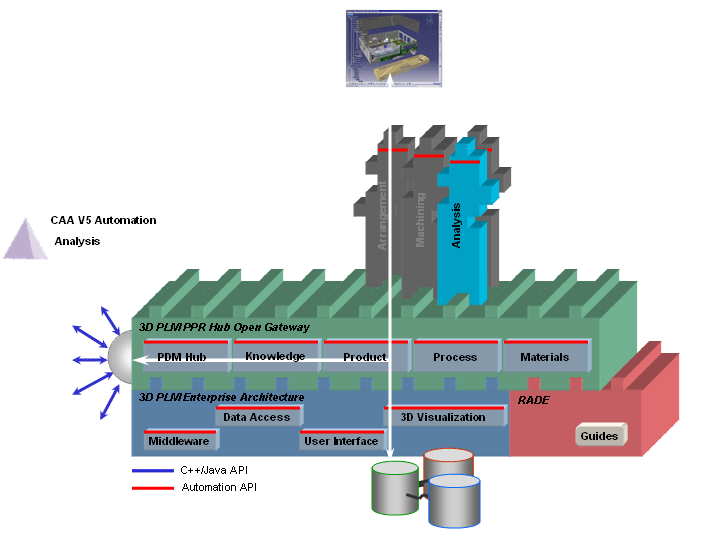 CAA V5 Automation
Analysis
Arrangement
Machining
Analysis
3D PLM PPR Hub Open Gateway
PDM Hub
Knowledge
Product
Process
Materials
3D PLM Enterprise Architecture
RADE
Data Access
3D Visualization
Middleware
User Interface
Guides
C++/Java API
Automation API